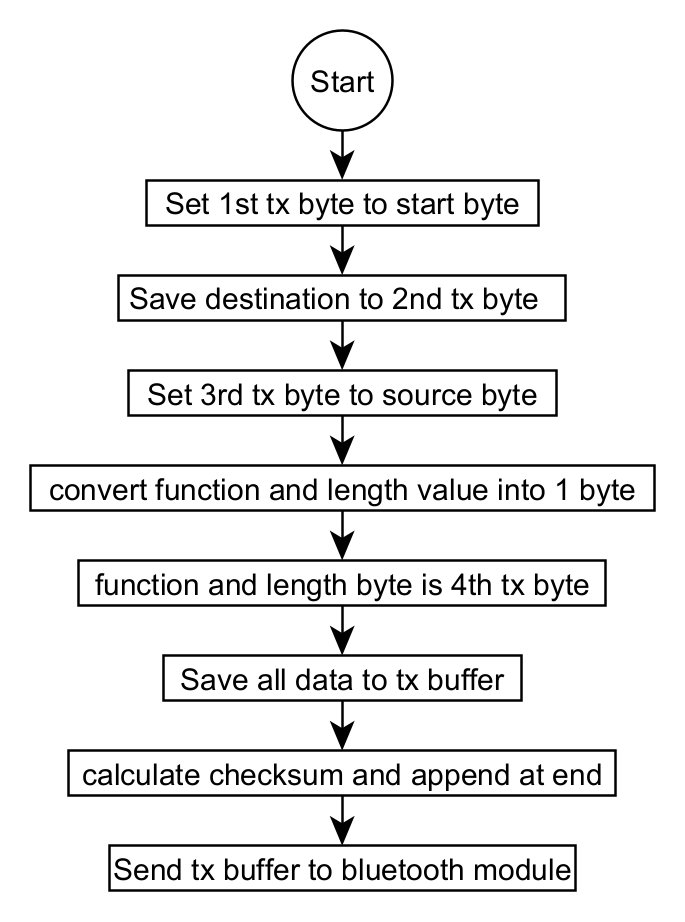 Start
Set 1st tx byte to start byte
Save destination to 2nd tx byte
Set 3rd tx byte to source byte
convert function and length value into 1 byte
function and length byte is 4th tx byte
Save all data to tx buffer
calculate checksum and append at end
Send tx buffer to bluetooth module